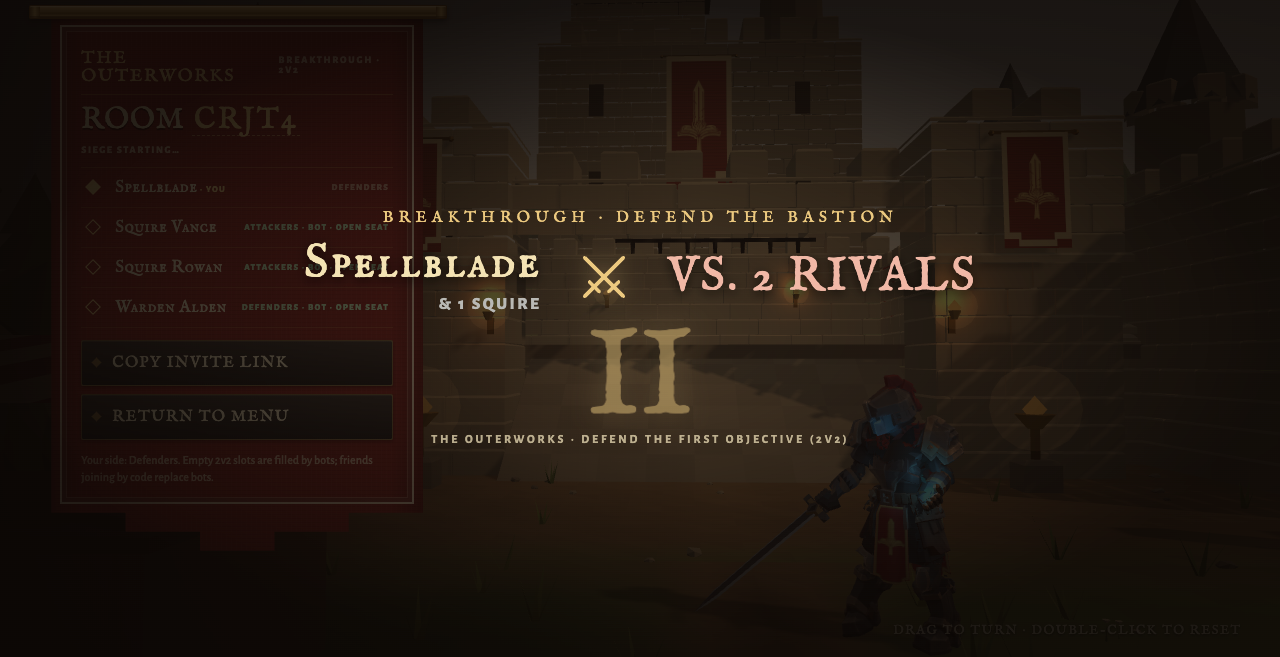 THE OUTERWORKS
BREAKTHROUGH · 2V2
ROOM CRJT4
SIEGE STARTING…
Spellblade · YOU DEFENDERS
Squire Vance ATTACKERS · BOT · OPEN SEAT
Squire Rowan ATTACKERS · BOT · OPEN SEAT
Warden Alden DEFENDERS · BOT · OPEN SEAT
COPY INVITE LINK
RETURN TO MENU
Your side: Defenders. Empty 2v2 slots are filled by bots; friends
joining by code replace bots.
BREAKTHROUGH · DEFEND THE BASTION
Spellblade VS. 2 RIVALS
& 1 SQUIRE
II
THE OUTERWORKS · DEFEND THE FIRST OBJECTIVE (2V2)
DRAG TO TURN · DOUBLE-CLICK TO RESET